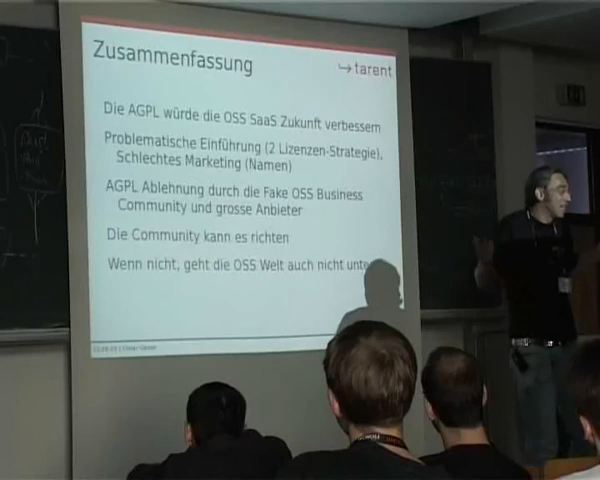 Zusammenfassung
tarent
Die AGPL würde die OSS SaaS Zukunft verbessern
Problematische Einführung (2 Lizenzen-Strategie),
Schlechtes Marketing (Namen)
AGPL Ablehnung durch die Fake OSS Business
Community und grosse Anbieter
Die Community kann es richten
Wenn nicht, geht die OSS Welt auch nicht unte